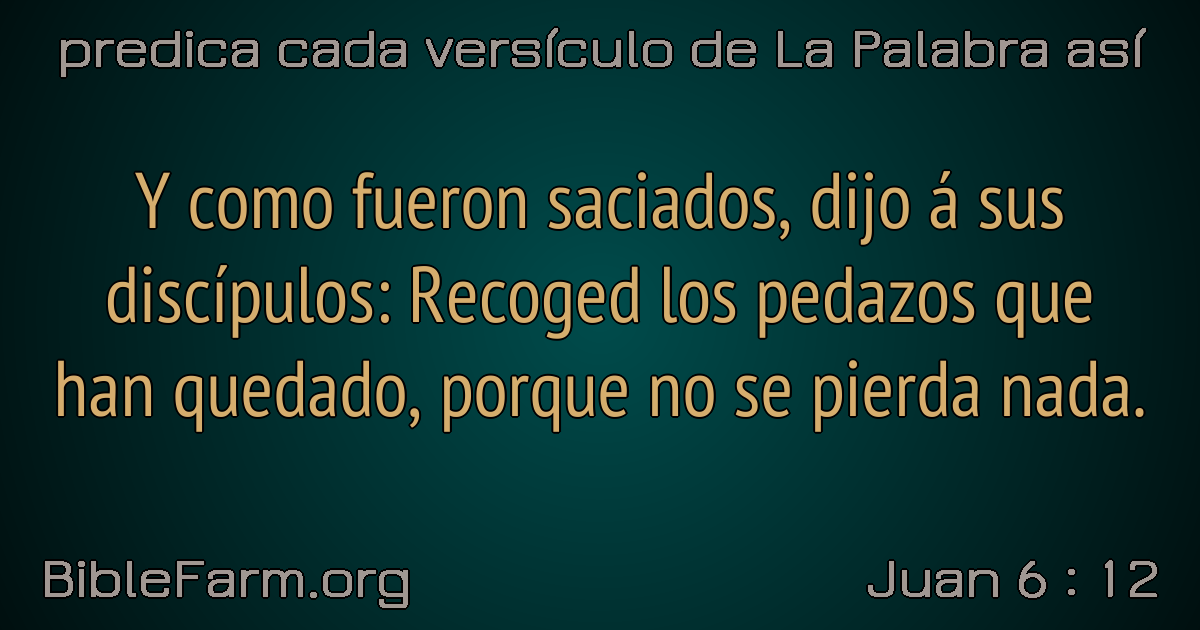 predica cada versículo de La Palabra así
Y como fueron saciados, dijo á sus
discípulos: Recoged los pedazos que
han quedado, porque no se pierda nada.
BibleFarm.org
Juan 6 : 12